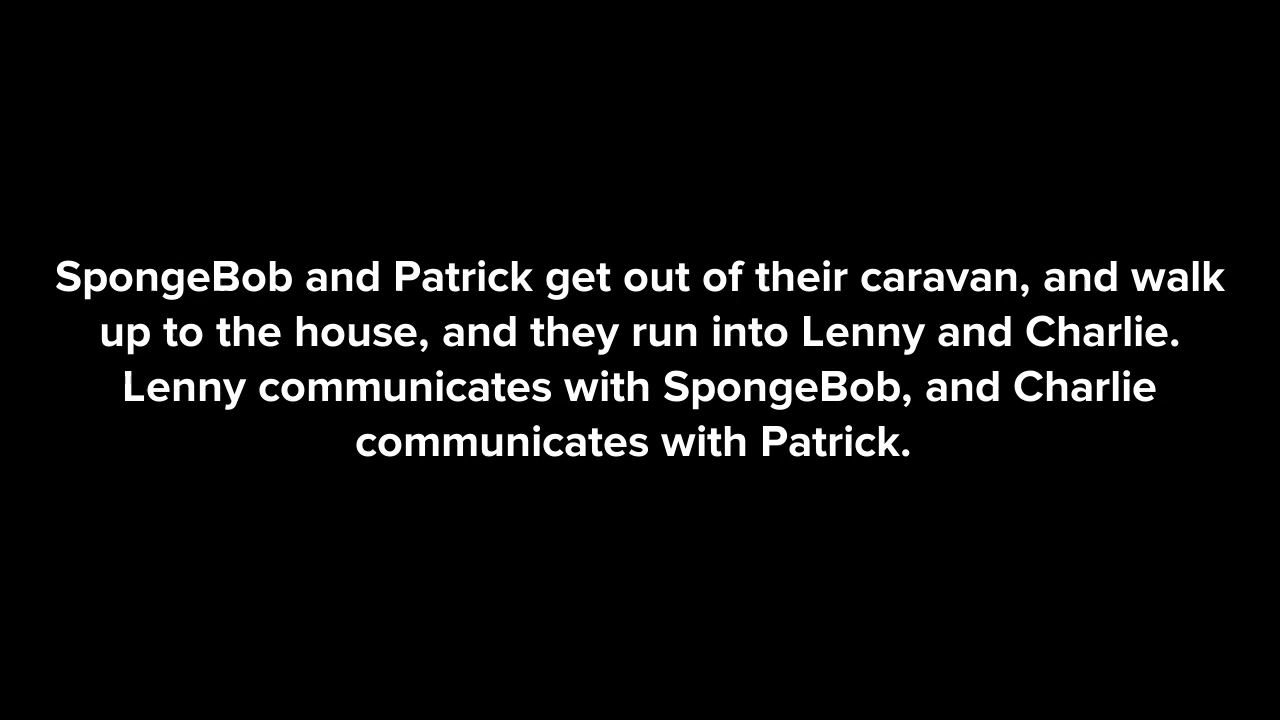 SpongeBob and Patrick get out of their caravan, and walk
up to the house, and they run into Lenny and Charlie.
Lenny communicates with SpongeBob, and Charlie
communicates with Patrick.